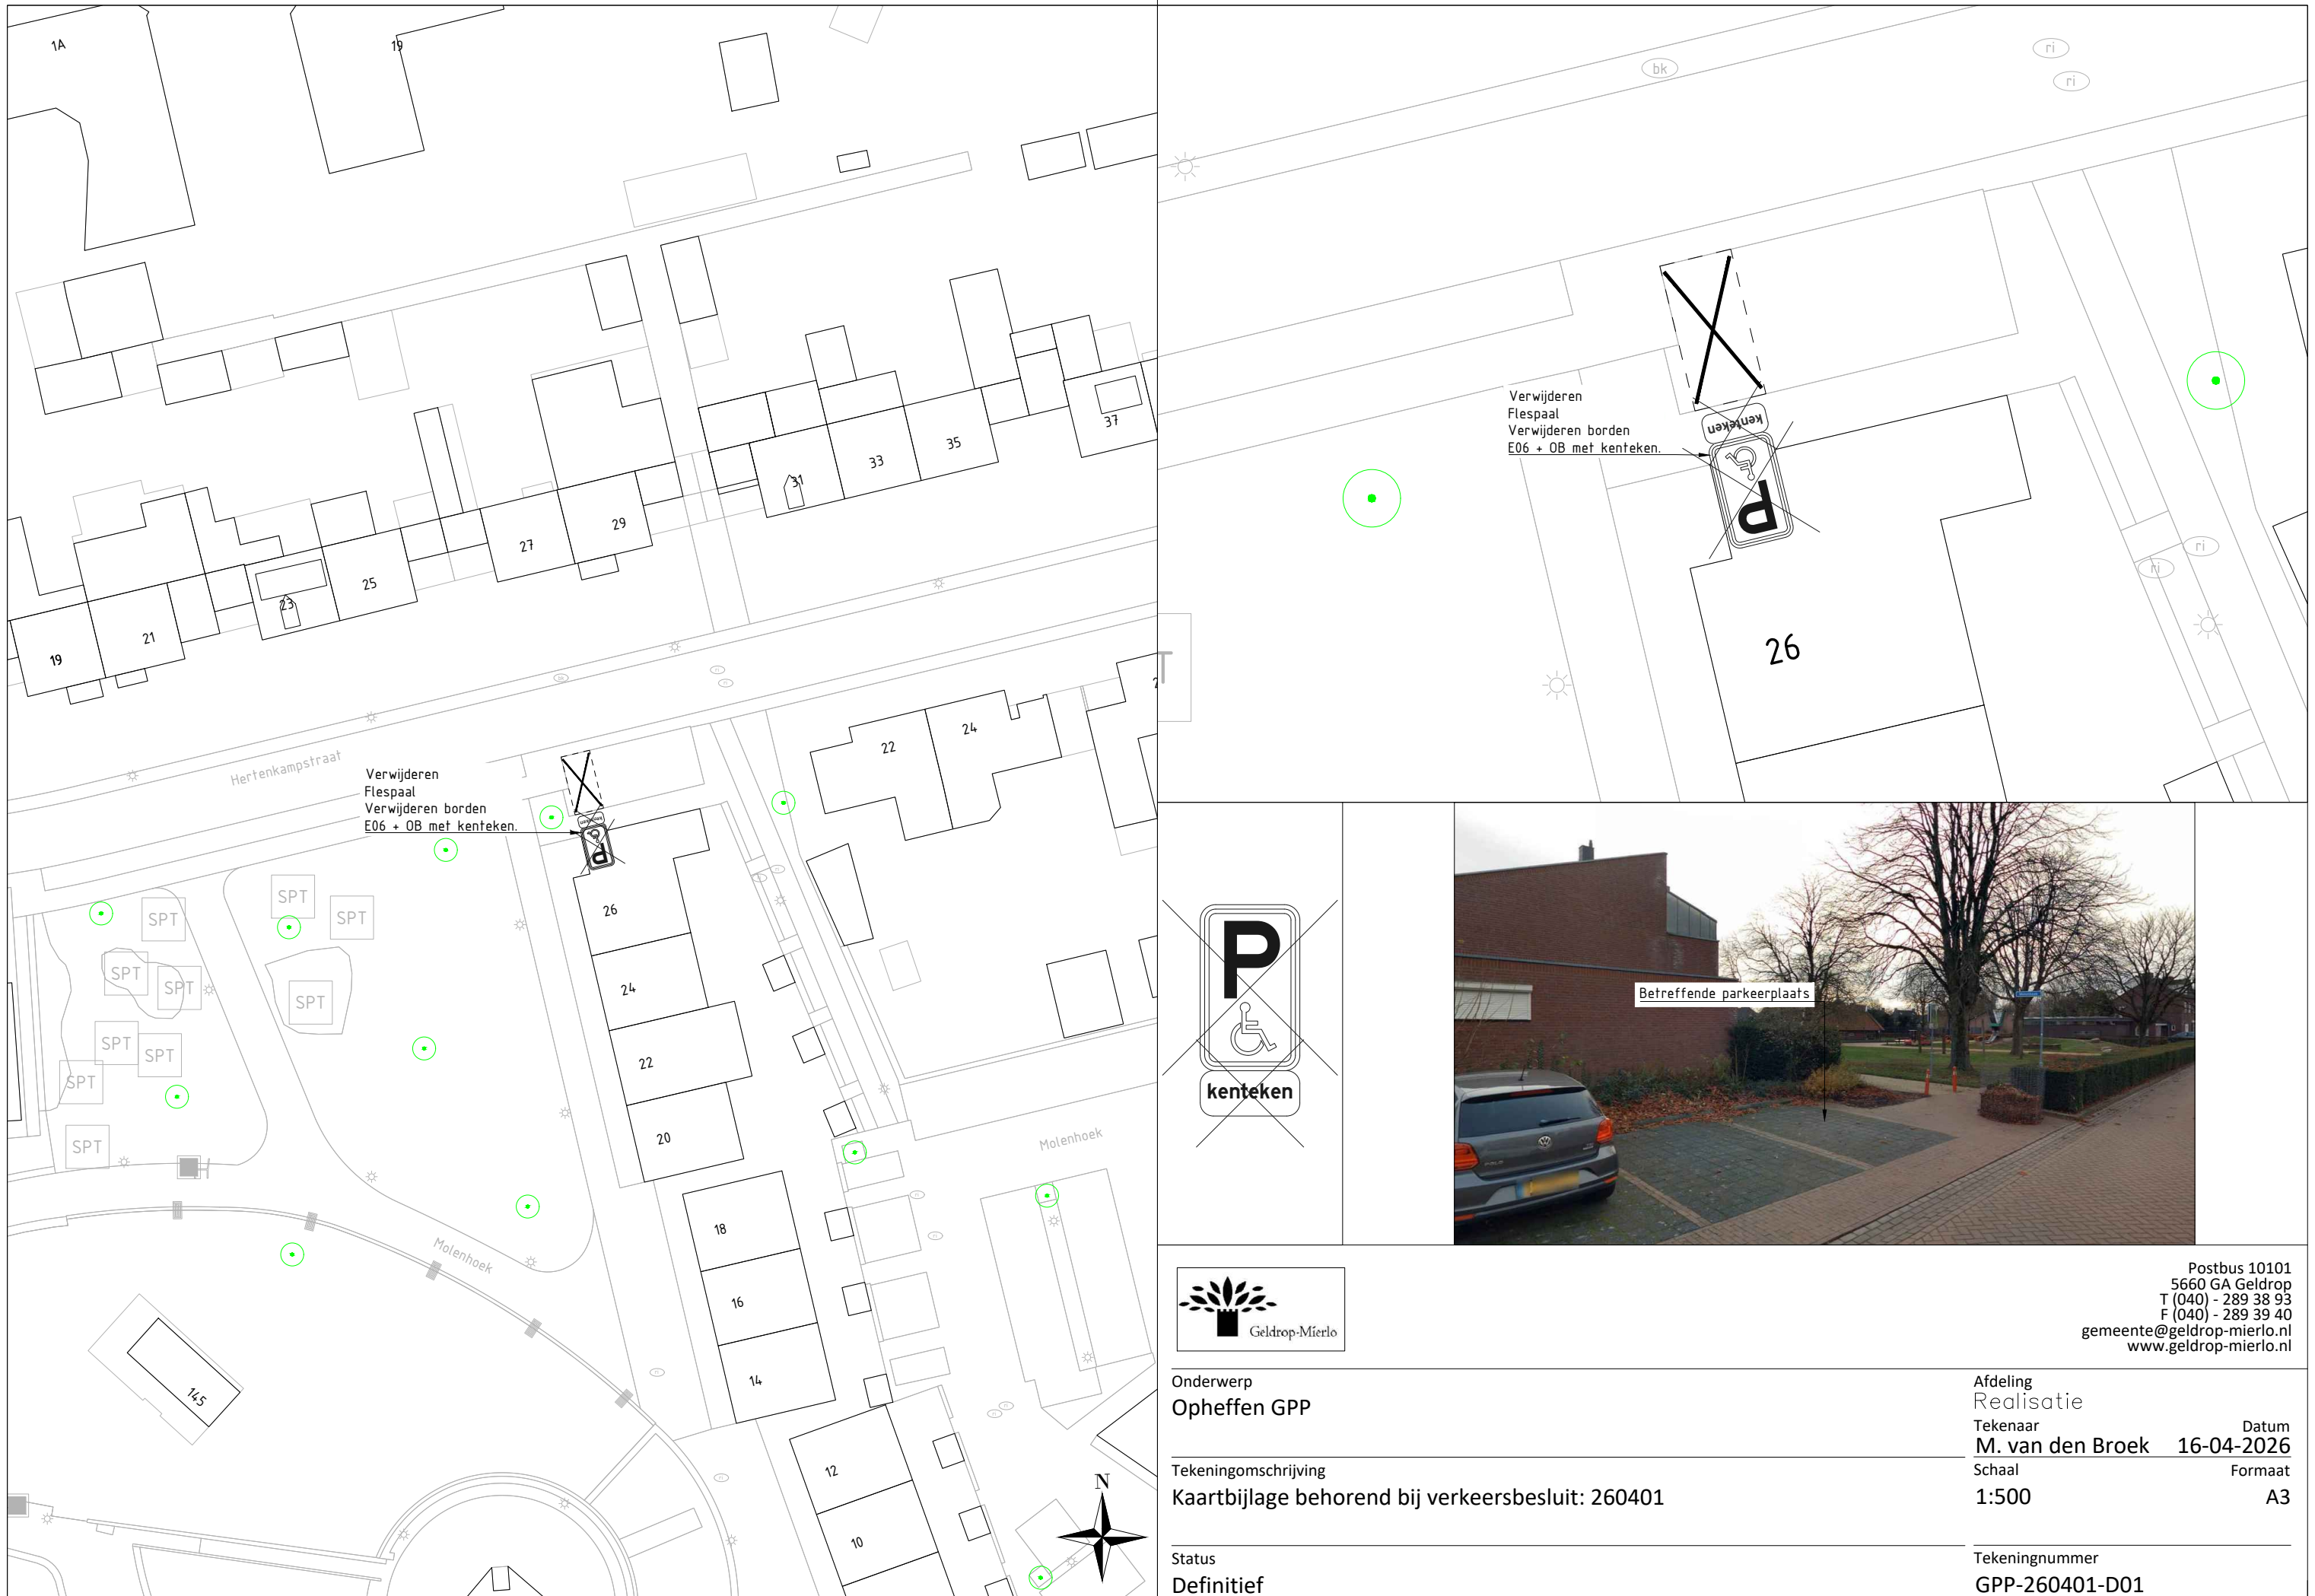 1A
19
37
35
33
31
29
27
25
23
21
19
Hertenkampstraat
Verwijderen
Flespaal
Verwijderen borden
E06 + OB met kenteken.
kenteken
P
22
24
26
24
22
20
18
16
14
12
10
SPT
SPT
SPT
SPT
SPT
SPT
SPT
SPT
SPT
SPT
Molenhoek
Molenhoek
145
N
bk
ri
ri
Verwijderen
Flespaal
Verwijderen borden
E06 + OB met kenteken.
kenteken
P
ri
ri
26
T
P
kenteken
Betreffende parkeerplaats
Geldrop-Mierlo
Postbus 10101
5660 GA Geldrop
T (040) - 289 38 93
F (040) - 289 39 40
gemeente@geldrop-mierlo.nl
www.geldrop-mierlo.nl
Onderwerp
Opheffen GPP
Afdeling
Realisatie
Tekenaar Datum
M. van den Broek 16-04-2026
Tekeningomschrijving
Kaartbijlage behorend bij verkeersbesluit: 260401
Schaal Formaat
1:500 A3
Status
Definitief
Tekeningnummer
GPP-260401-D01